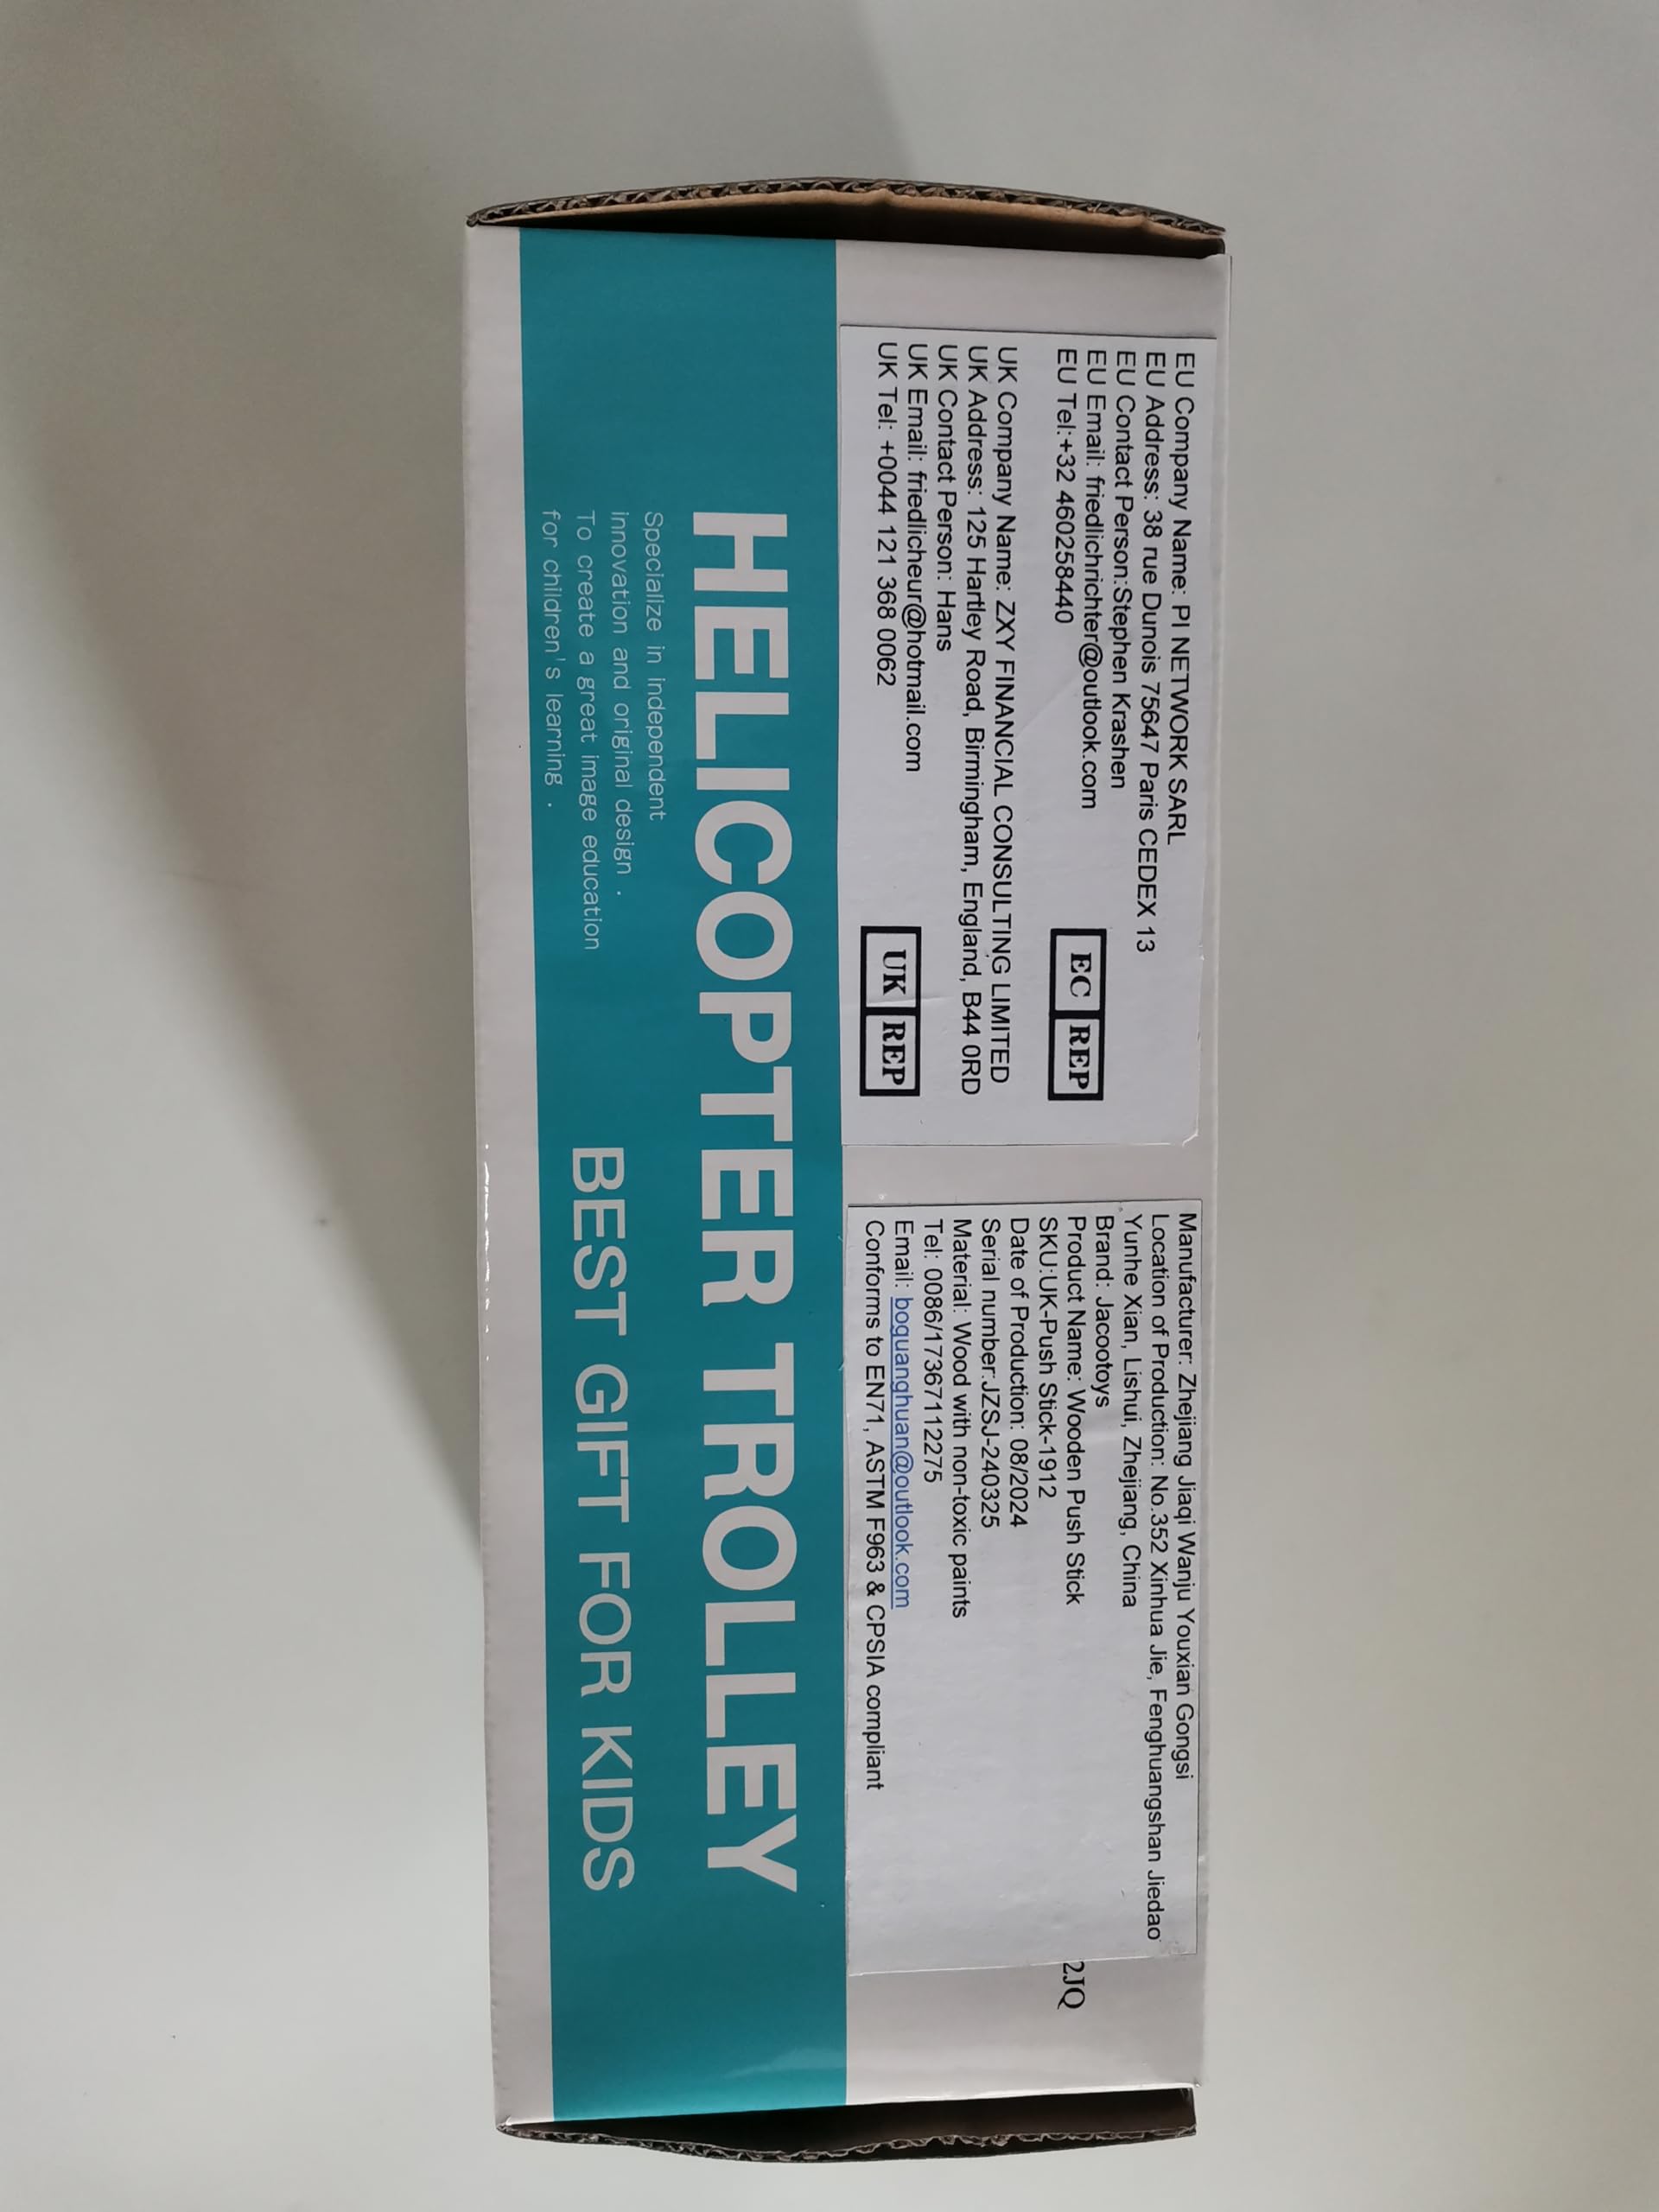 EU Company Name: PI NETWORK SARL
EU Address: 38 rue Dunois 75647 Paris CEDEX 13
EU Contact Person:Stephen Krashen
EU Email: friedlichrichter@outlook.com
EU Tel:+32 460258440
EC REP
UK Company Name: ZXY FINANCIAL CONSULTING LIMITED
UK Address: 125 Hartley Road, Birmingham, England, B44 0RD
UK Contact Person: Hans
UK Email: friedlicheur@hotmail.com
UK Tel: +0044 121 368 0062
UK REP
Manufacturer: Zhejiang Jiaqi Wanju Youxian Gongsi
Location of Production: No.352 Xinhua Jie, Fenghuangshan Jiedao
Yunhe Xian, Lishui, Zhejiang, China
Brand: Jacootoys
Product Name: Wooden Push Stick
SKU:UK-Push Stick-1912
Date of Production: 08/2024
Serial number:JZSJ-240325
Material: Wood with non-toxic paints
Tel: 0086/17367112275
Email: boguanghuan@outlook.com
Conforms to EN71, ASTM F963 & CPSIA compliant
2JQ
HELICOPTER TROLLEY
Specialize in independent
innovation and original design .
To create a great image education
for children's learning .
BEST GIFT FOR KIDS